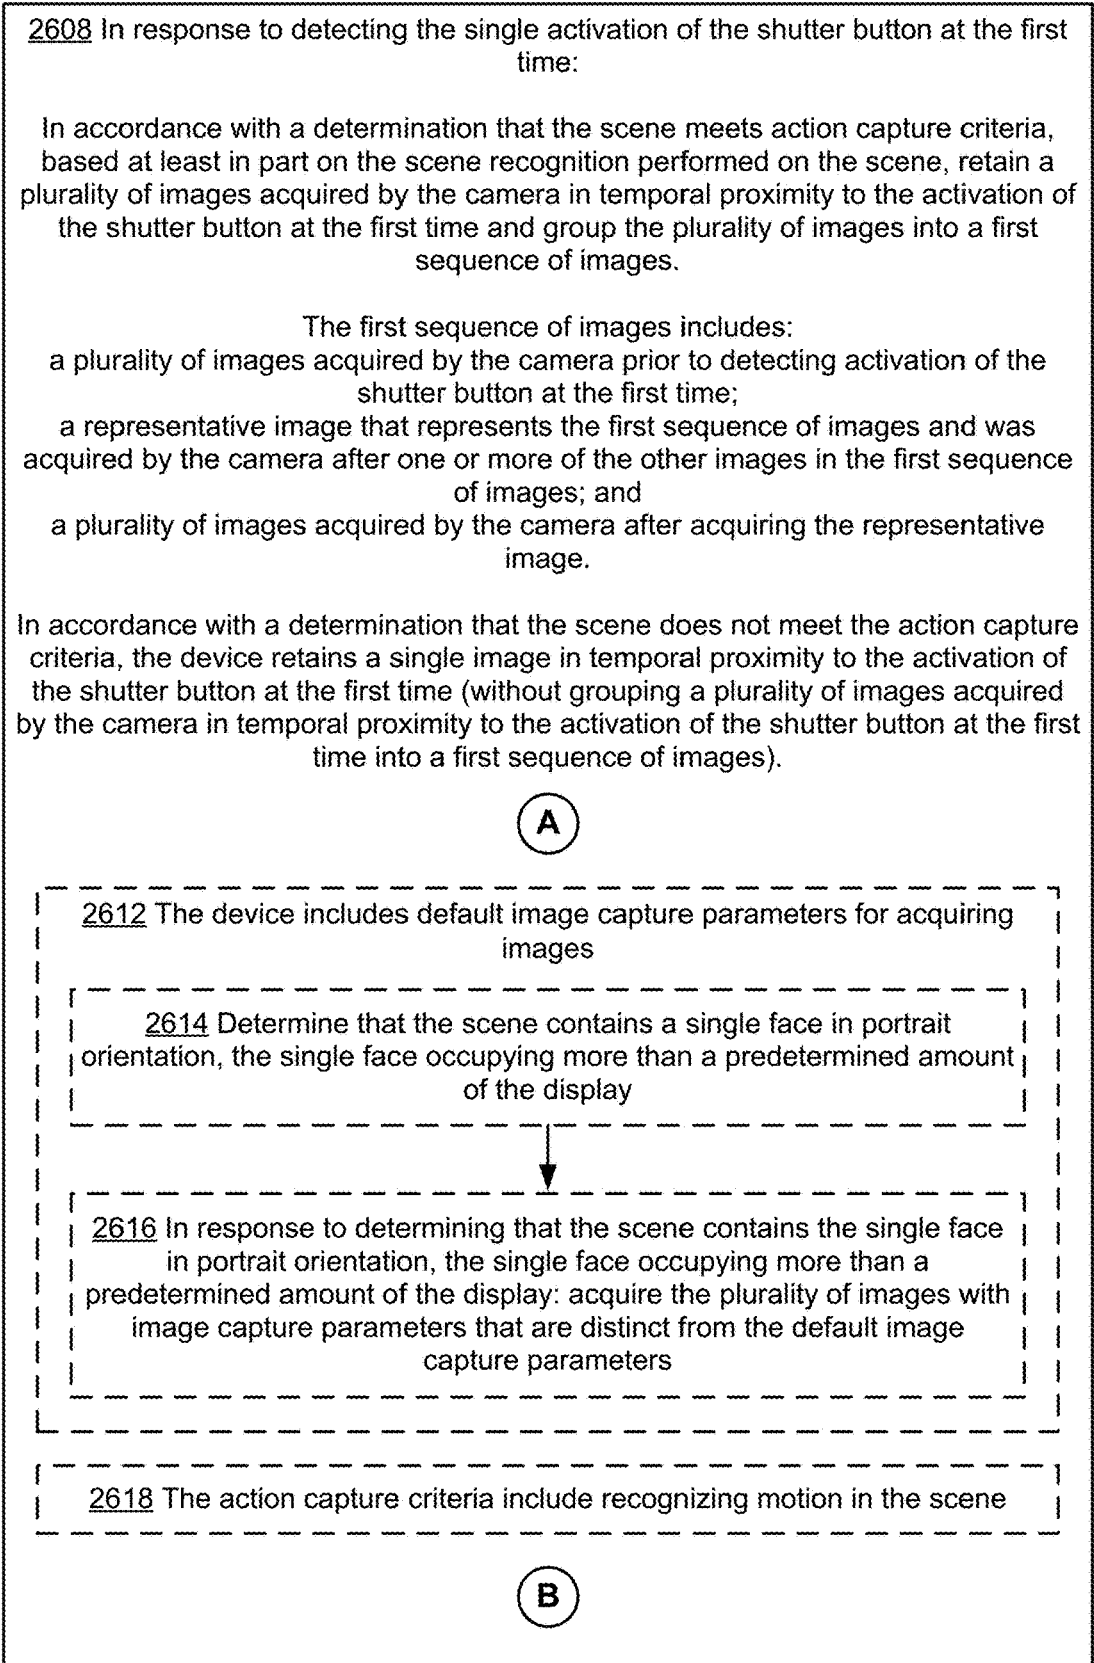 2608 In response to detecting the single activation of the shutter button at the first
time:
In accordance with a determination that the scene meets action capture criteria,
based at least in part on the scene recognition performed on the scene, retain a
plurality of images acquired by the camera in temporal proximity to the activation of
the shutter button at the first time and group the plurality of images into a first
sequence of images.
The first sequence of images includes:
a plurality of images acquired by the camera prior to detecting activation of the
shutter button at the first time;
a representative image that represents the first sequence of images and was
acquired by the camera after one or more of the other images in the first sequence
of images; and
a plurality of images acquired by the camera after acquiring the representative
image.
In accordance with a determination that the scene does not meet the action capture
criteria, the device retains a single image in temporal proximity to the activation of
the shutter button at the first time (without grouping a plurality of images acquired
by the camera in temporal proximity to the activation of the shutter button at the first
time into a first sequence of images).
A
2612 The device includes default image capture parameters for acquiring
images
2614 Determine that the scene contains a single face in portrait
orientation, the single face occupying more than a predetermined amount
of the display
2616 In response to determining that the scene contains the single face
in portrait orientation, the single face occupying more than a
predetermined amount of the display: acquire the plurality of images with
image capture parameters that are distinct from the default image
capture parameters
2618 The action capture criteria include recognizing motion in the scene
B